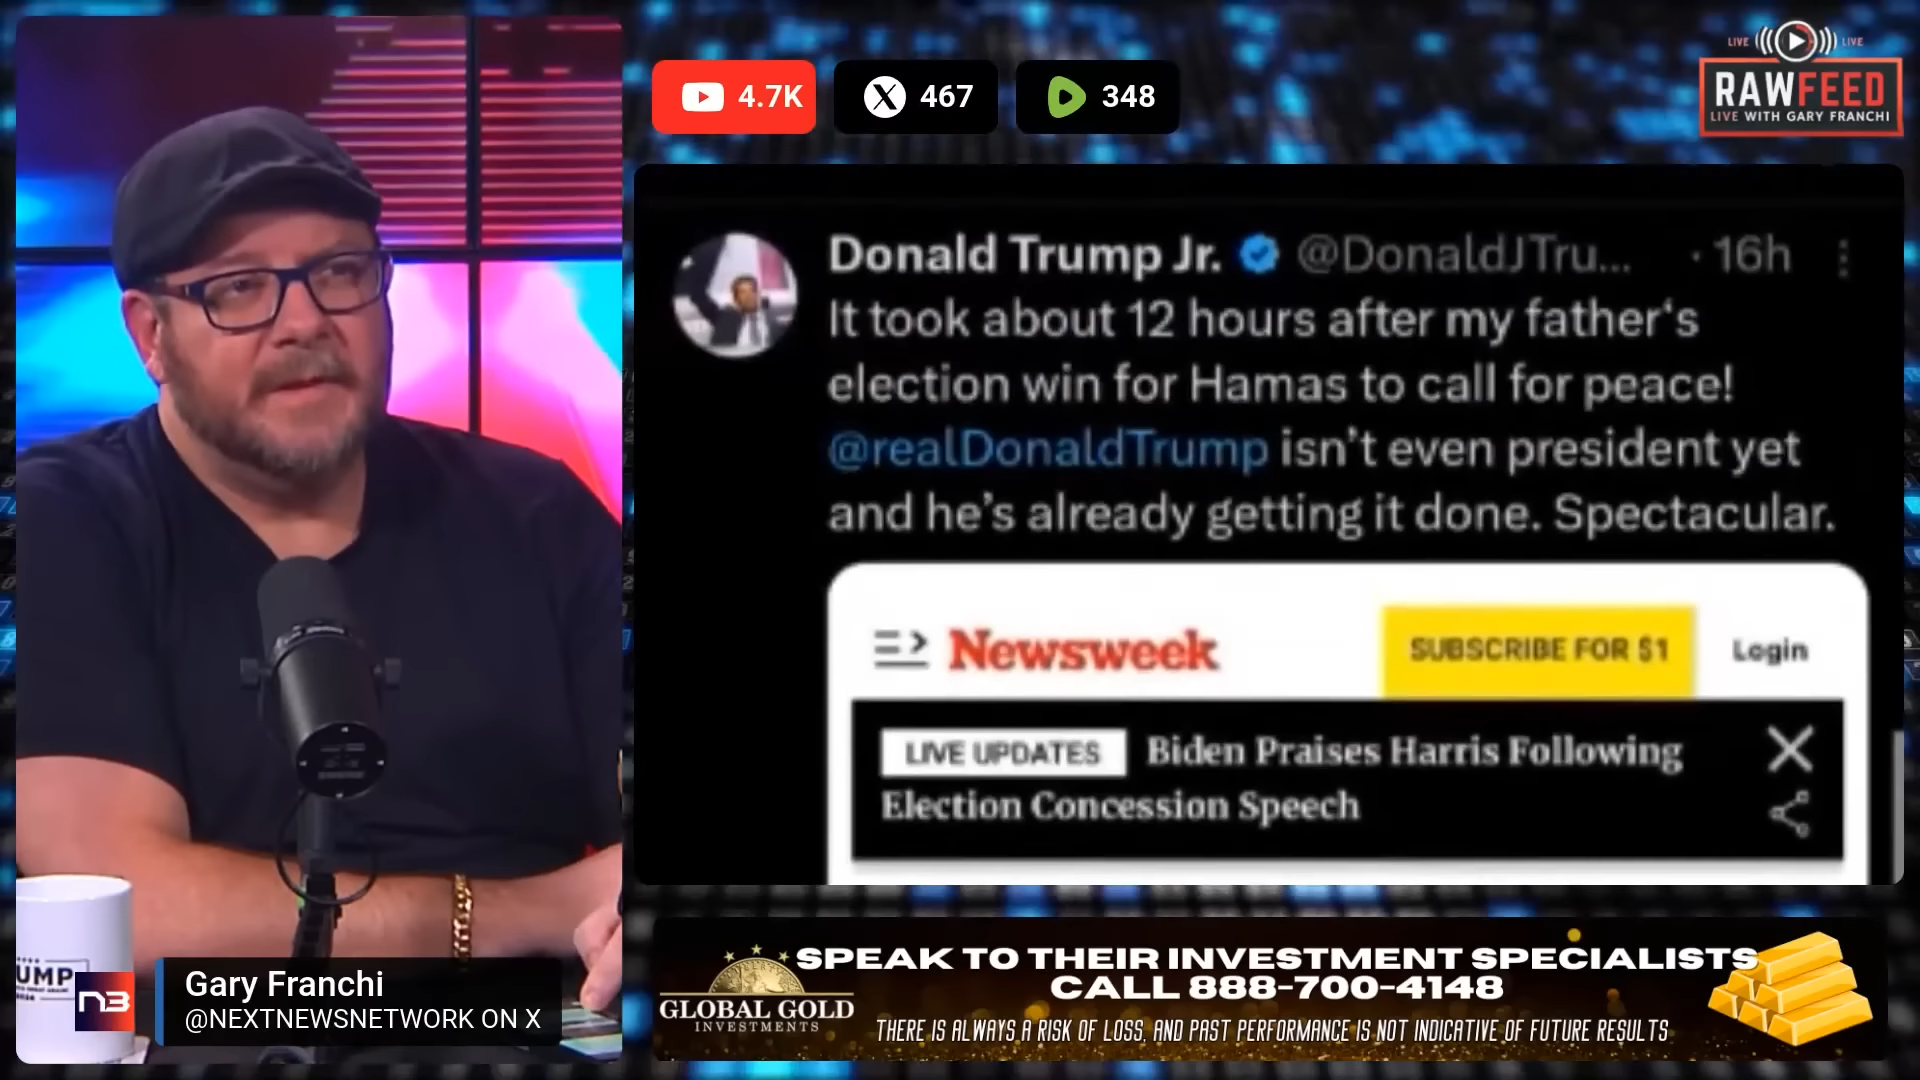 4.7K
467
348
LIVE
LIVE
RAWFEED
LIVE WITH GARY FRANCHI
Donald Trump Jr. @DonaldJTru... · 16h
It took about 12 hours after my father‘s
election win for Hamas to call for peace!
@realDonaldTrump isn’t even president yet
and he’s already getting it done. Spectacular.
Newsweek
SUBSCRIBE FOR $1
Login
LIVE UPDATES Biden Praises Harris Following
Election Concession Speech
UMP
Gary Franchi
@NEXTNEWSNETWORK ON X
GLOBAL GOLD
INVESTMENTS
SPEAK TO THEIR INVESTMENT SPECIALISTS
CALL 888-700-4148
THERE IS ALWAYS A RISK OF LOSS, AND PAST PERFORMANCE IS NOT INDICATIVE OF FUTURE RESULTS